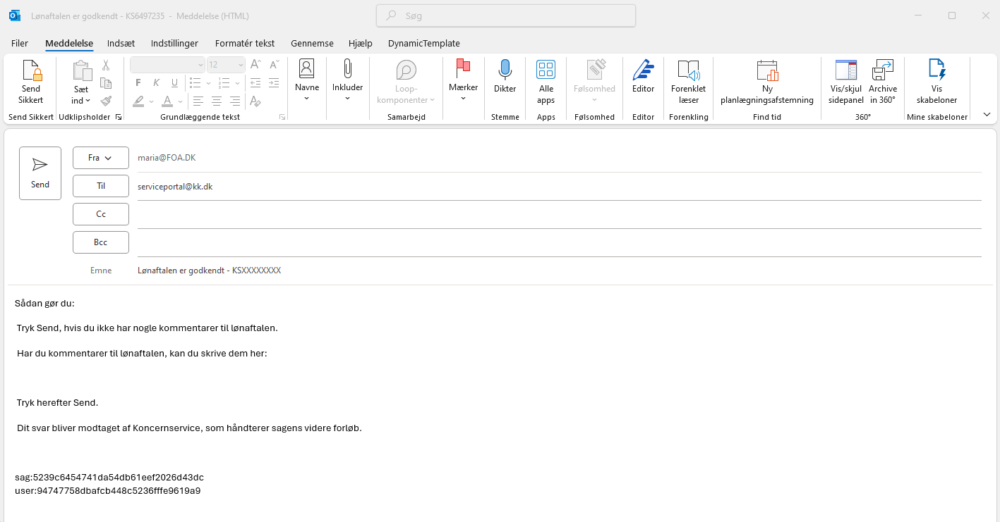 Lønaftalen er godkendt - KS6497235 - Meddelelse (HTML)
Søg
Filer Meddelelse Indsæt Indstillinger Formatér tekst Gennemse Hjælp DynamicTemplate
Send Sikkert
Sæt ind
12
F K U
A
Navne
Inkluder
Loop-komponenter
Mærker
Dikter
Alle apps
Følsomhed
Editor
Forenklet læser
Ny planlægningsafstemning
Vis/skjul sidepanel
Archive in 360°
Vis skabeloner
Send Sikkert Udklipsholder Grundlæggende tekst Samarbejd Stemme Apps Følsomhed Editor Forenkling Find tid 360° Mine skabeloner
Send
Fra maria@FOA.DK
Til serviceportal@kk.dk
Cc
Bcc
Emne Lønaftalen er godkendt - KSXXXXXXXX
Sådan gør du:
Tryk Send, hvis du ikke har nogle kommentarer til lønaftalen.
Har du kommentarer til lønaftalen, kan du skrive dem her:
Tryk herefter Send.
Dit svar bliver modtaget af Koncernservice, som håndterer sagens videre forløb.
sag:5239c6454741da54db61eef2026d43dc
user:94747758dbafcb448c5236fffe9619a9